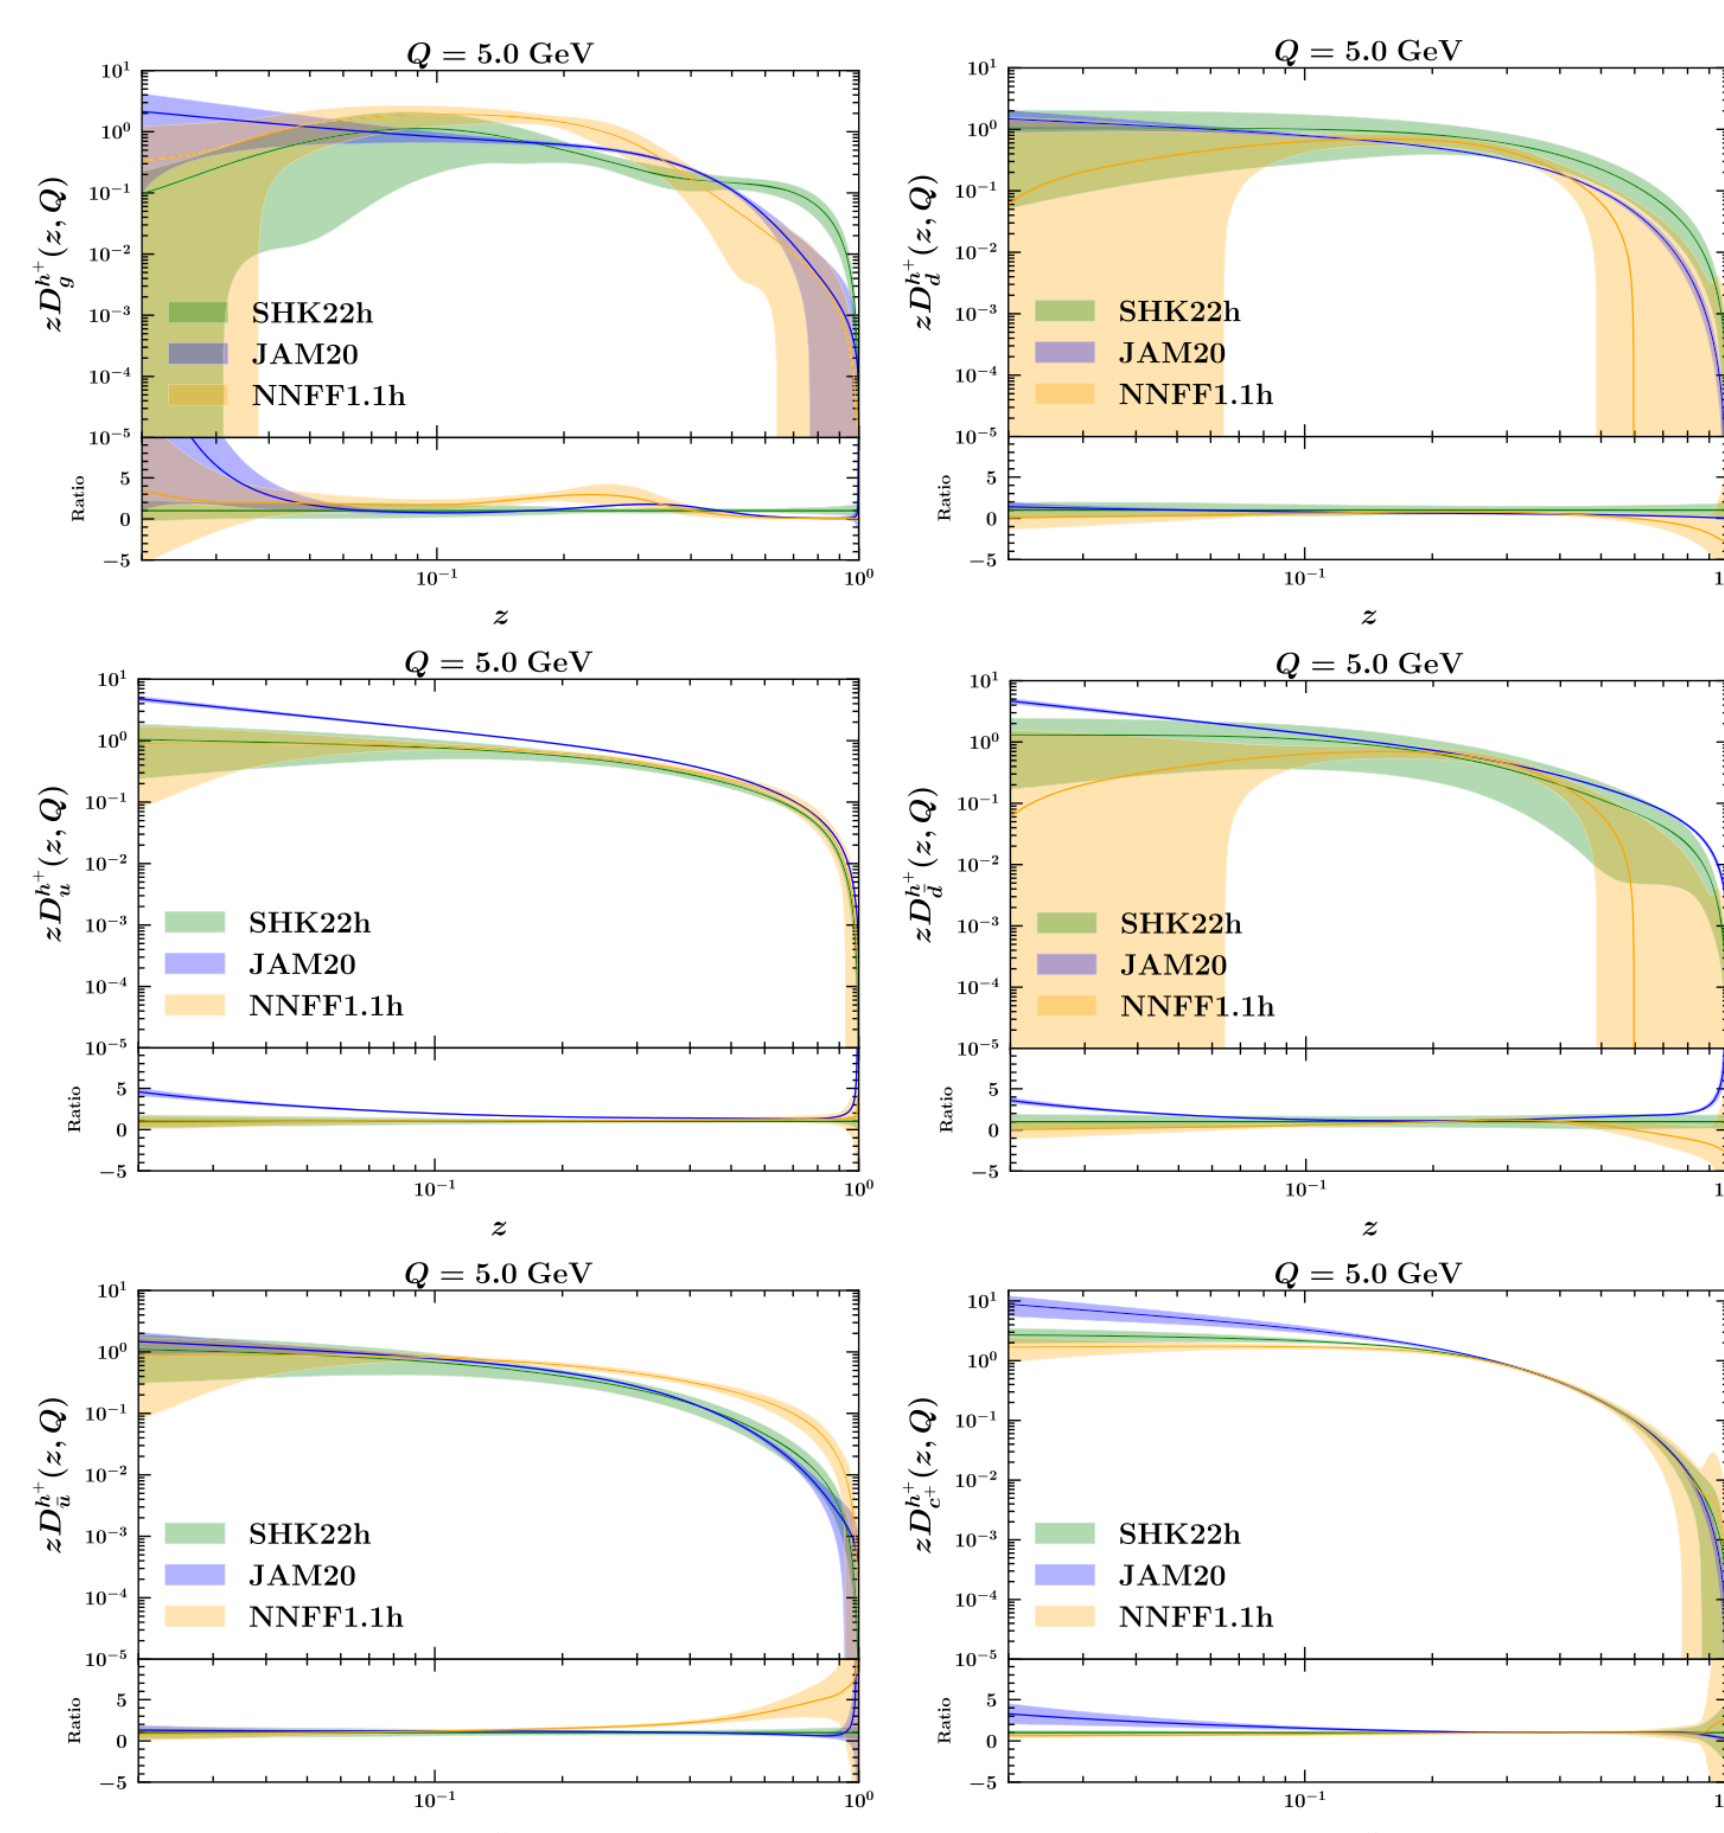 Q = 5.0 GeV
zD_g^{h^+}(z, Q)
10^1
10^0
10^{-1}
10^{-2}
10^{-3}
10^{-4}
10^{-5}
SHK22h
JAM20
NNFF1.1h
Ratio
5
0
−5
10^{-1}
10^0
z
Q = 5.0 GeV
zD_d^{h^+}(z, Q)
10^1
10^0
10^{-1}
10^{-2}
10^{-3}
10^{-4}
10^{-5}
SHK22h
JAM20
NNFF1.1h
Ratio
5
0
−5
10^{-1}
1
z
Q = 5.0 GeV
zD_u^{h^+}(z, Q)
10^1
10^0
10^{-1}
10^{-2}
10^{-3}
10^{-4}
10^{-5}
SHK22h
JAM20
NNFF1.1h
Ratio
5
0
−5
10^{-1}
10^0
z
Q = 5.0 GeV
zD_{d̄}^{h^+}(z, Q)
10^1
10^0
10^{-1}
10^{-2}
10^{-3}
10^{-4}
10^{-5}
SHK22h
JAM20
NNFF1.1h
Ratio
5
0
−5
10^{-1}
1
z
Q = 5.0 GeV
zD_{ū}^{h^+}(z, Q)
10^1
10^0
10^{-1}
10^{-2}
10^{-3}
10^{-4}
10^{-5}
SHK22h
JAM20
NNFF1.1h
Ratio
5
0
−5
10^{-1}
10^0
Q = 5.0 GeV
zD_{c^+}^{h^+}(z, Q)
10^1
10^0
10^{-1}
10^{-2}
10^{-3}
10^{-4}
10^{-5}
SHK22h
JAM20
NNFF1.1h
Ratio
5
0
−5
10^{-1}
1